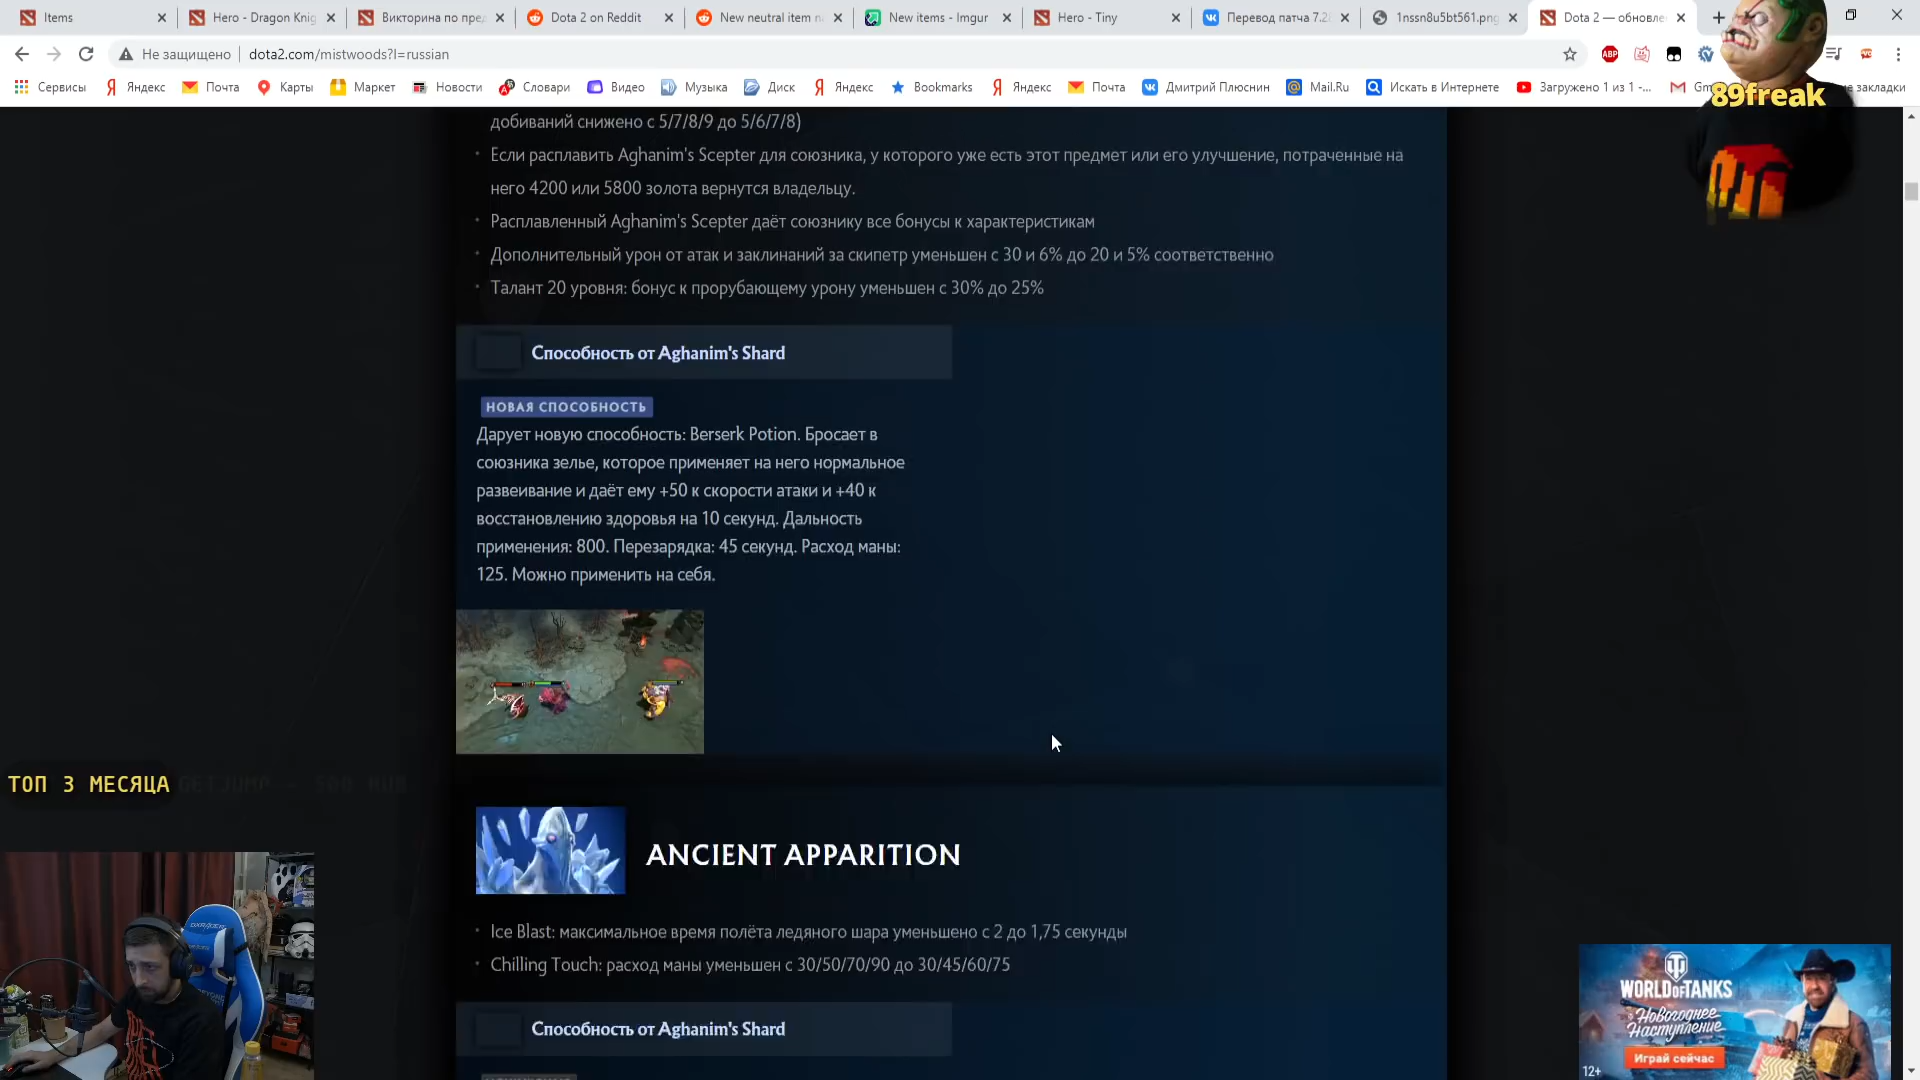 Items
Hero - Dragon Knig
Викторина по пред
Dota 2 on Reddit
New neutral item n
New items - Imgur
Hero - Tiny
Перевод патча 7.28
1nssn8u5bt561.png
Dota 2 — обновле
Не защищено
dota2.com/mistwoods?l=russian
ABP
Сервисы
Яндекс
Почта
Карты
Маркет
Новости
Словари
Видео
Музыка
Диск
Яндекс
Bookmarks
Яндекс
Почта
Дмитрий Плюснин
Mail.Ru
Искать в Интернете
Загружено 1 из 1 -...
89freak
закладки
добиваний снижено с 5/7/8/9 до 5/6/7/8)
Если расплавить Aghanim's Scepter для союзника, у которого уже есть этот предмет или его улучшение, потраченные на
него 4200 или 5800 золота вернутся владельцу.
Расплавленный Aghanim's Scepter даёт союзнику все бонусы к характеристикам
Дополнительный урон от атак и заклинаний за скипетр уменьшен с 30 и 6% до 20 и 5% соответственно
Талант 20 уровня: бонус к прорубающему урону уменьшен с 30% до 25%
Способность от Aghanim's Shard
НОВАЯ СПОСОБНОСТЬ
Дарует новую способность: Berserk Potion. Бросает в
союзника зелье, которое применяет на него нормальное
развеивание и даёт ему +50 к скорости атаки и +40 к
восстановлению здоровья на 10 секунд. Дальность
применения: 800. Перезарядка: 45 секунд. Расход маны:
125. Можно применить на себя.
ТОП 3 МЕСЯЦА
ANCIENT APPARITION
Ice Blast: максимальное время полёта ледяного шара уменьшено с 2 до 1,75 секунды
Chilling Touch: расход маны уменьшен с 30/50/70/90 до 30/45/60/75
Способность от Aghanim's Shard
WORLD OF TANKS
Новогоднее
Наступление
Играй сейчас
12+